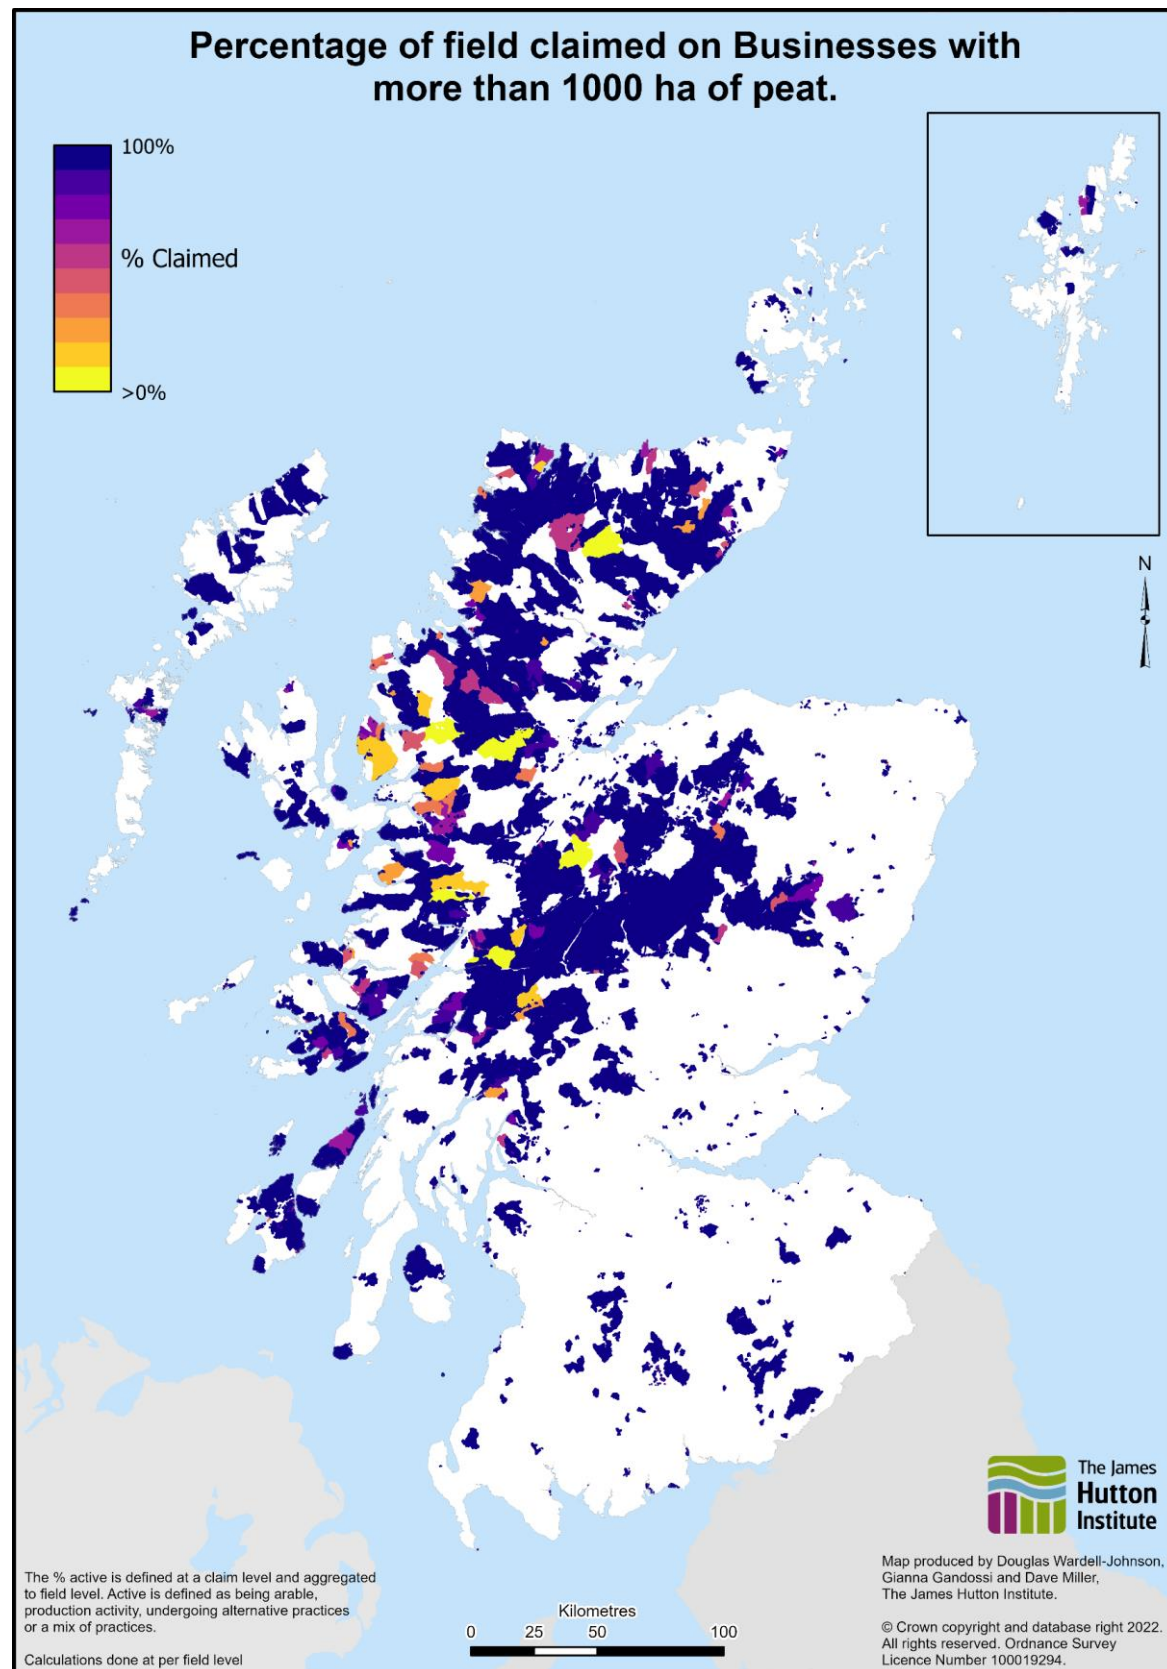 Percentage of field claimed on Businesses with
more than 1000 ha of peat.
100%
% Claimed
>0%
N
The James
Hutton
Institute
The % active is defined at a claim level and aggregated
to field level. Active is defined as being arable,
production activity, undergoing alternative practices
or a mix of practices.
Calculations done at per field level
Kilometres
0 25 50 100
Map produced by Douglas Wardell-Johnson,
Gianna Gandossi and Dave Miller,
The James Hutton Institute.
© Crown copyright and database right 2022.
All rights reserved. Ordnance Survey
Licence Number 100019294.